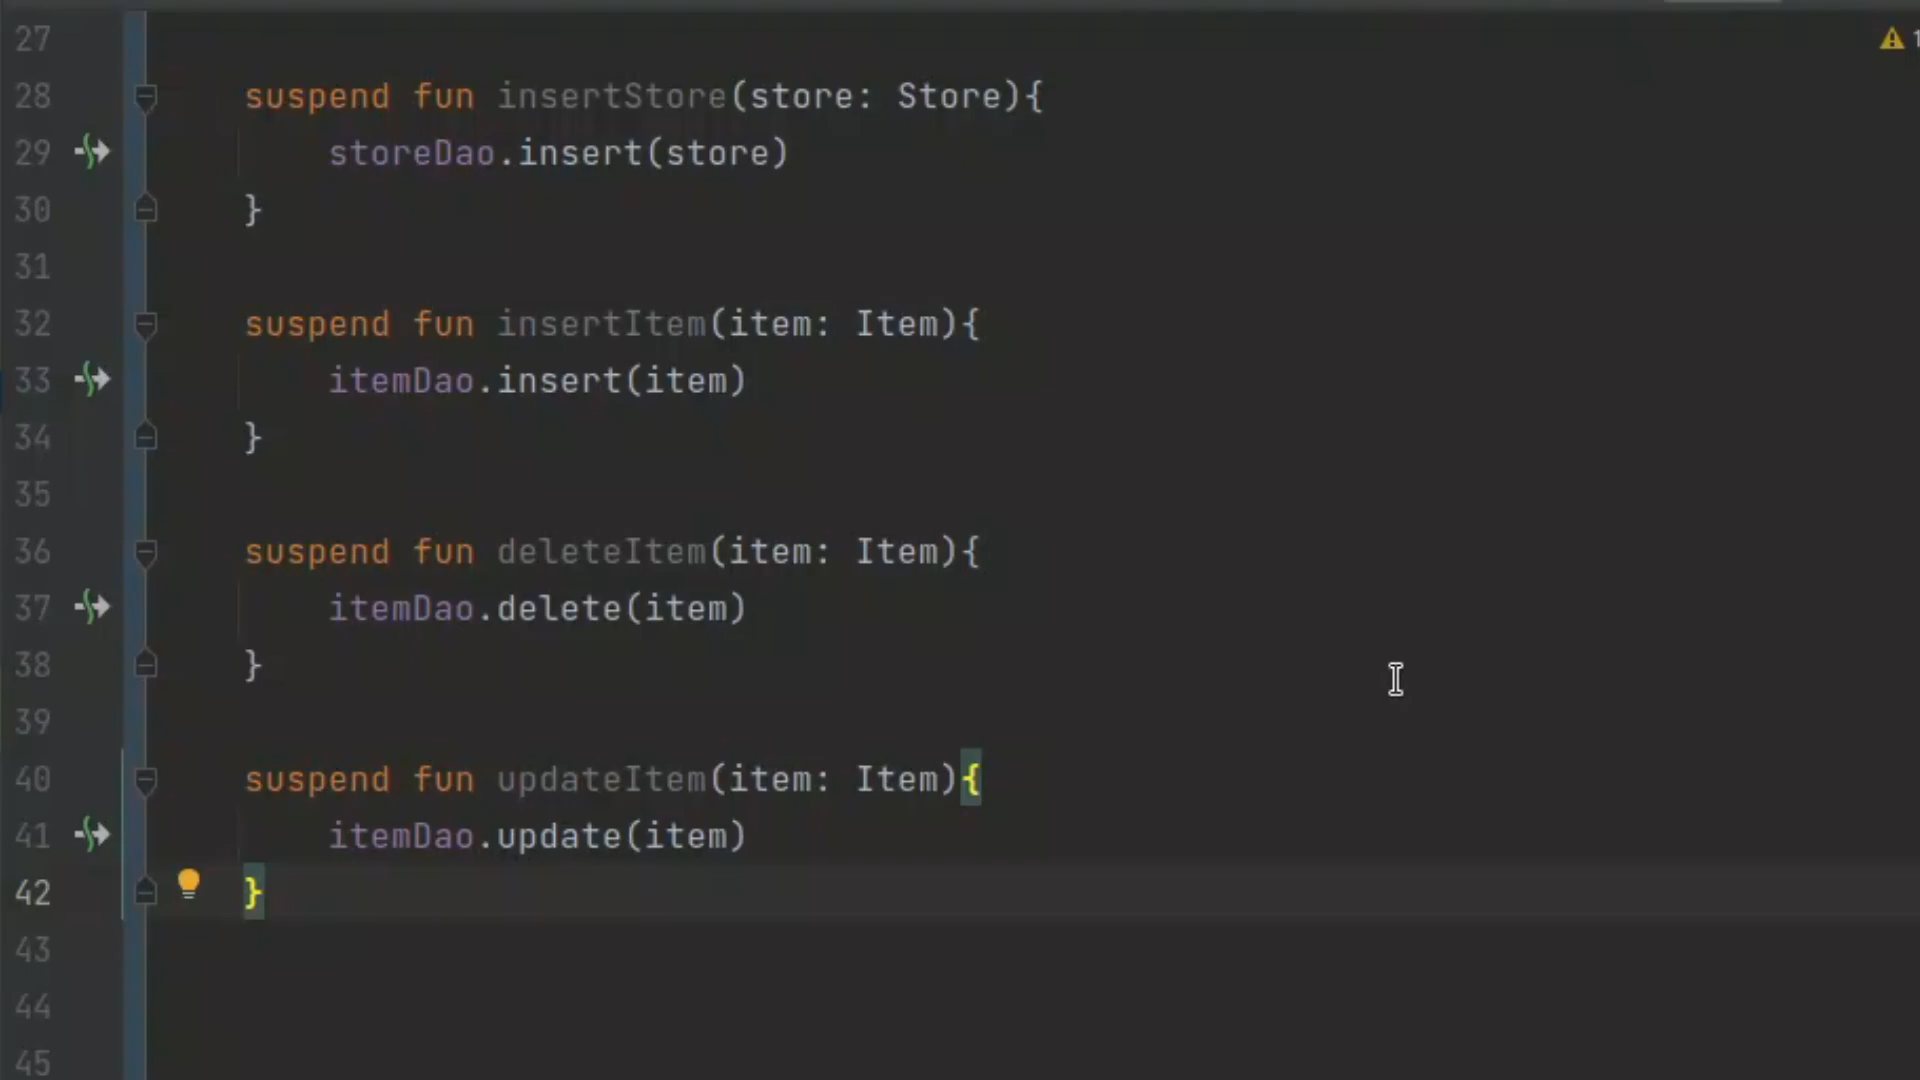 27
28 suspend fun insertStore(store: Store){
29 storeDao.insert(store)
30 }
31
32 suspend fun insertItem(item: Item){
33 itemDao.insert(item)
34 }
35
36 suspend fun deleteItem(item: Item){
37 itemDao.delete(item)
38 }
39
40 suspend fun updateItem(item: Item){
41 itemDao.update(item)
42 }
43
44
45